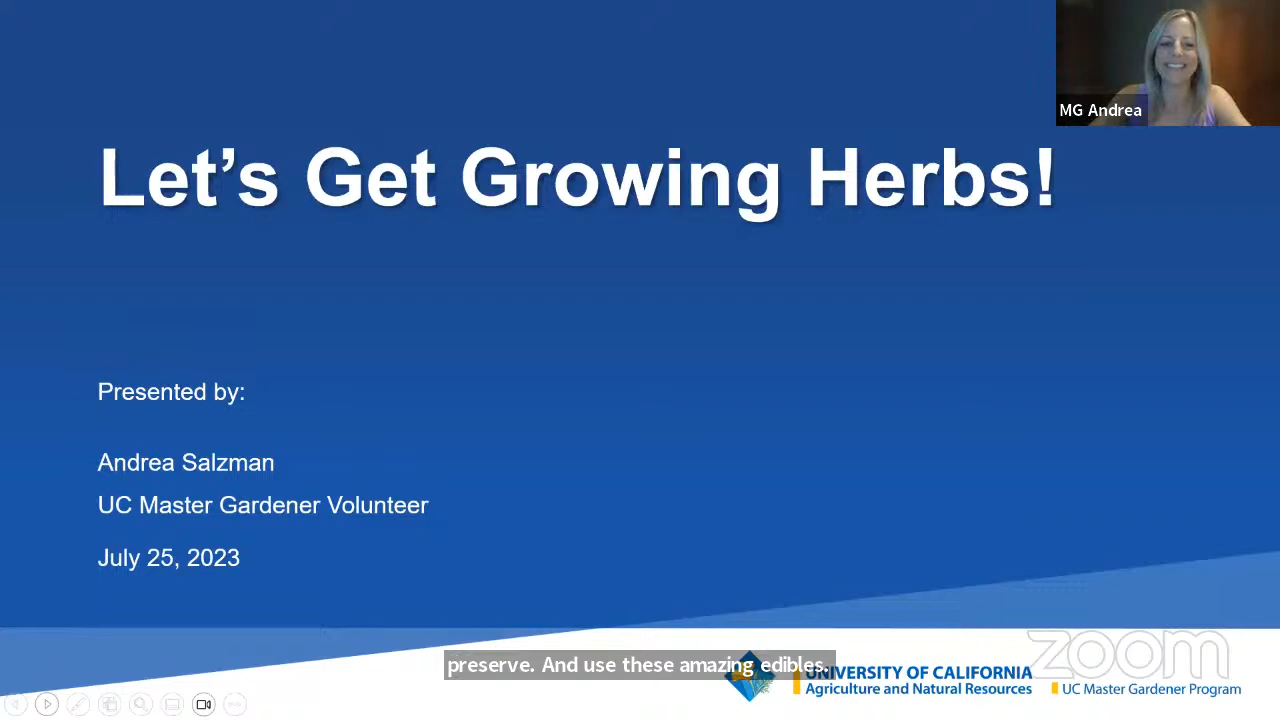 MG Andrea
Let’s Get Growing Herbs!
Presented by:
Andrea Salzman
UC Master Gardener Volunteer
July 25, 2023
zoom
preserve. And use these amazing edibles.
UNIVERSITY OF CALIFORNIA
Agriculture and Natural Resources
UC Master Gardener Program